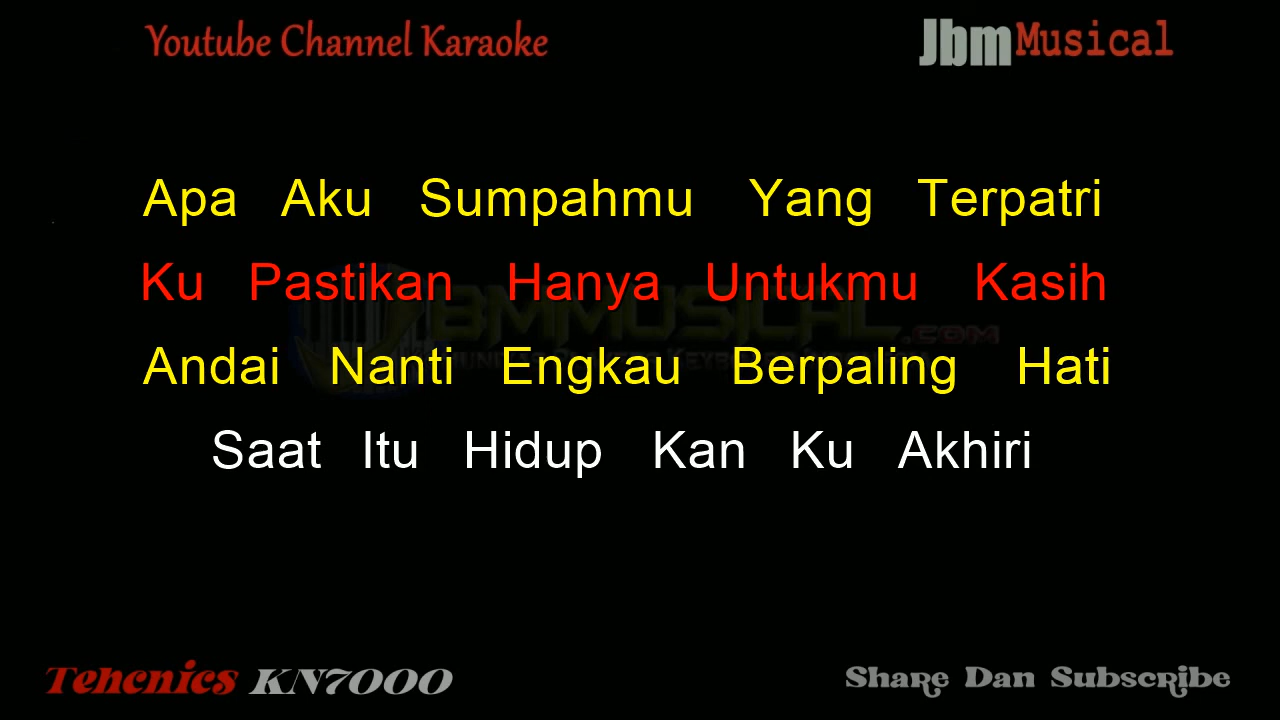 Youtube Channel Karaoke
JbmMusical
Apa Aku Sumpahmu Yang Terpatri
Ku Pastikan Hanya Untukmu Kasih
Andai Nanti Engkau Berpaling Hati
Saat Itu Hidup Kan Ku Akhiri
Tehcnics KN7000
Share Dan Subscribe